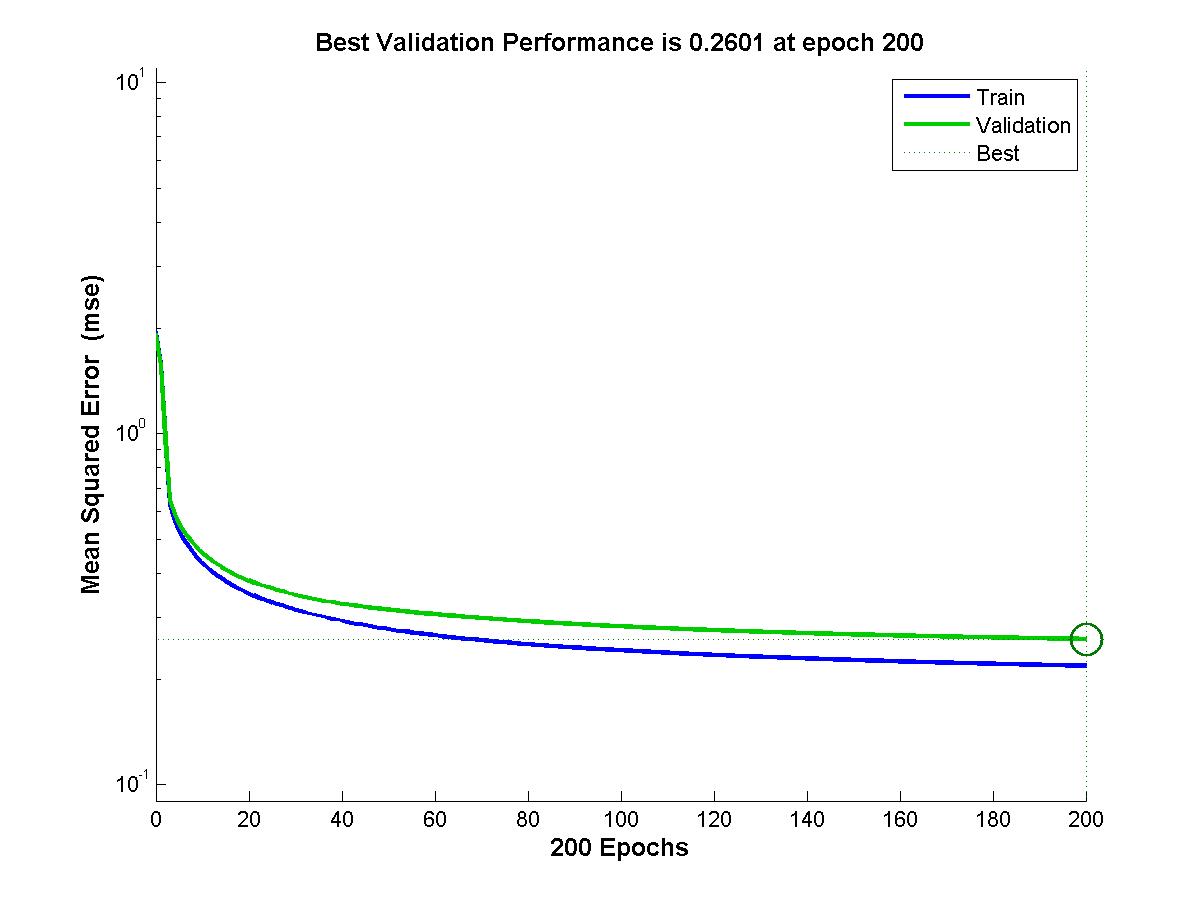 Best Validation Performance is 0.2601 at epoch 200
Train
Validation
Best
Mean Squared Error (mse)
10^1
10^0
10^-1
0 20 40 60 80 100 120 140 160 180 200
200 Epochs